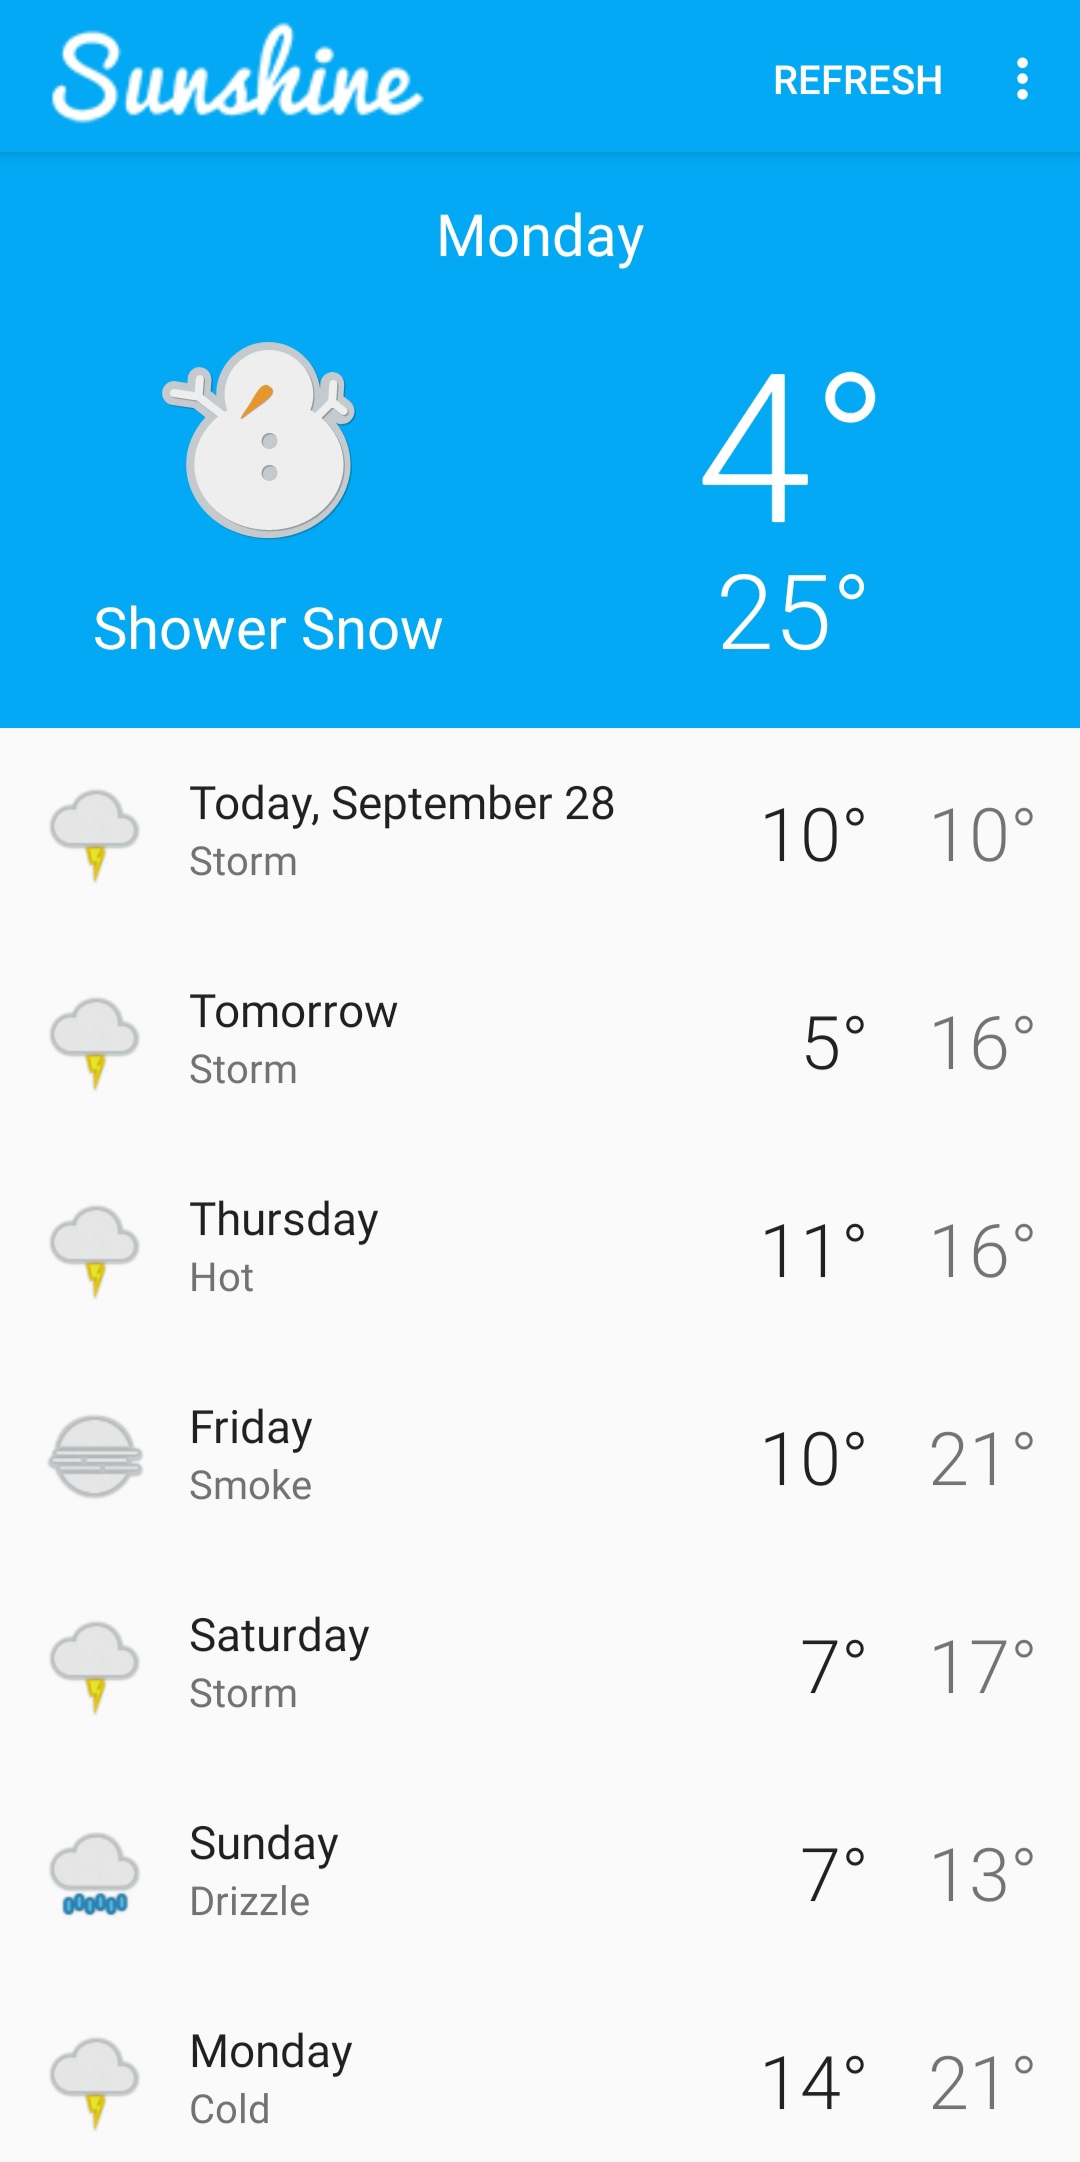 Sunshine
REFRESH
Monday
4°
25°
Shower Snow
Today, September 28
Storm
10° 10°
Tomorrow
Storm
5° 16°
Thursday
Hot
11° 16°
Friday
Smoke
10° 21°
Saturday
Storm
7° 17°
Sunday
Drizzle
7° 13°
Monday
Cold
14° 21°